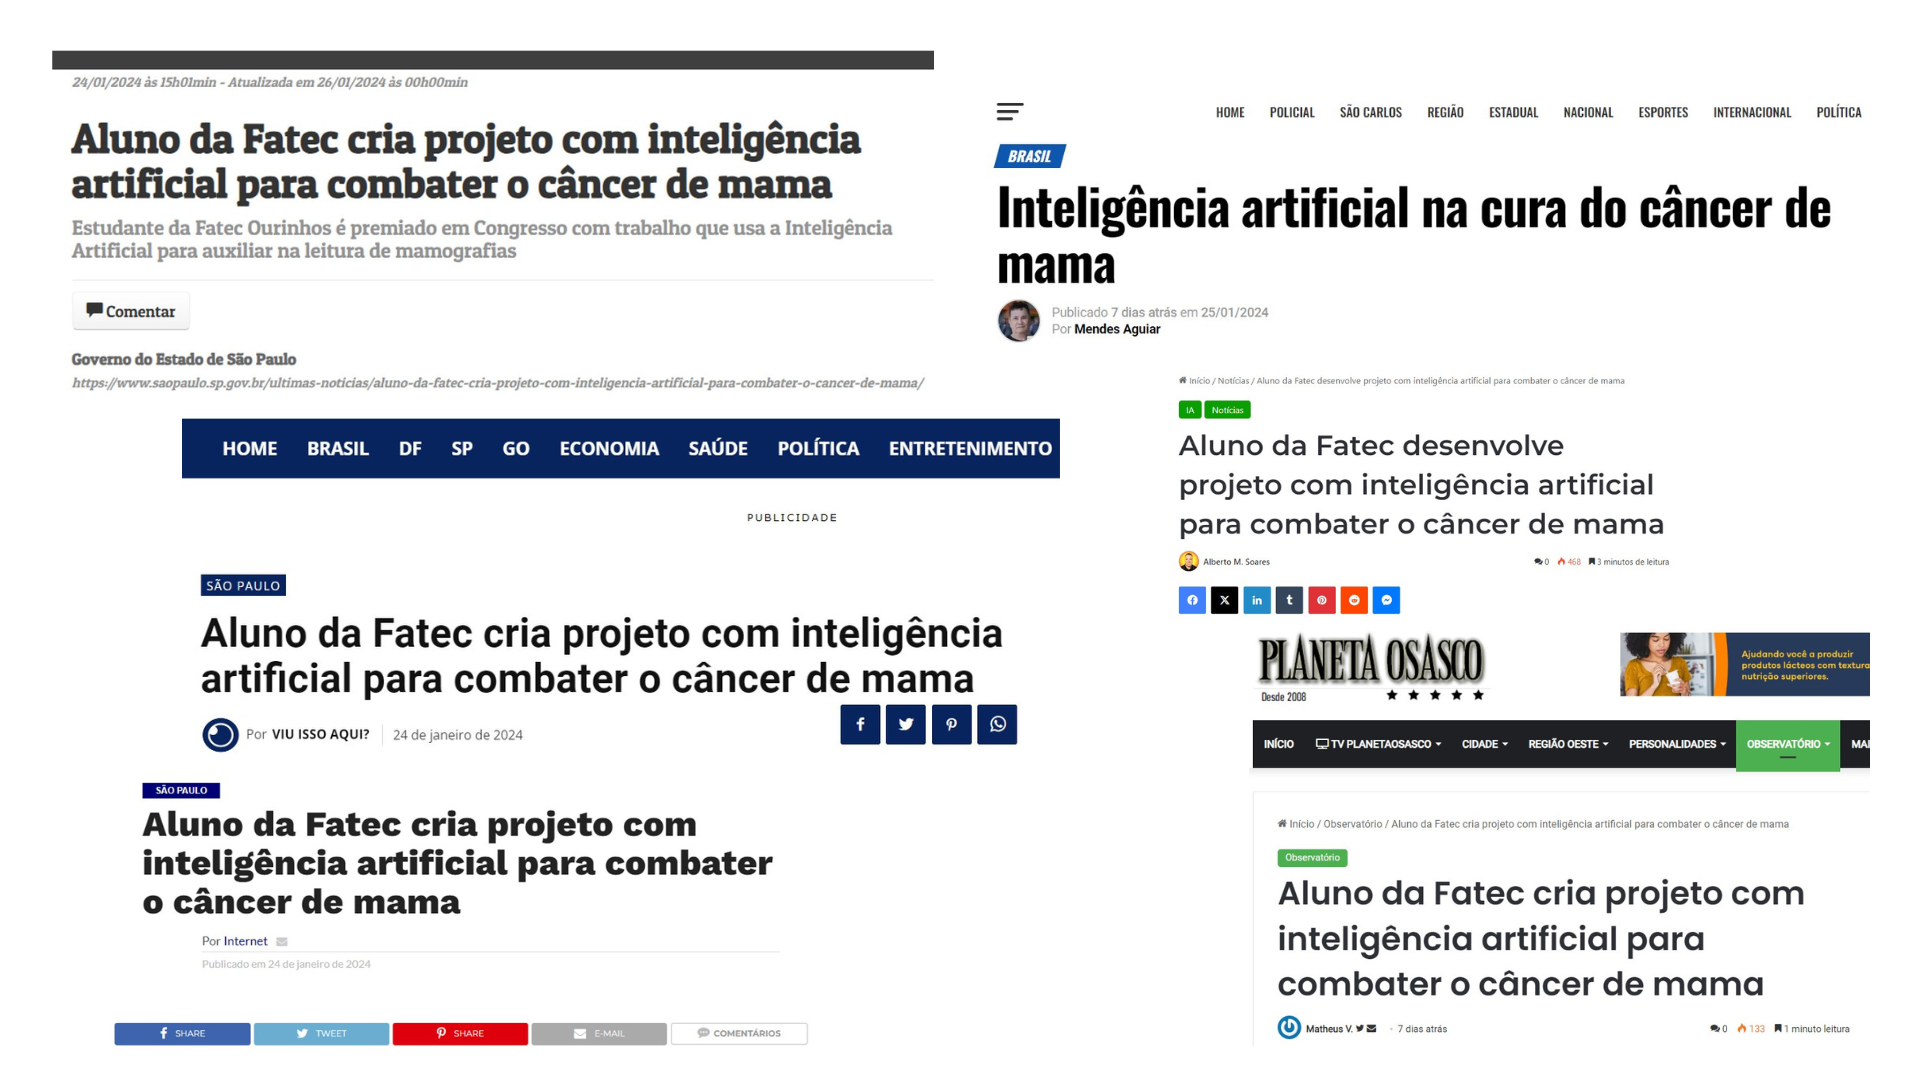 24/01/2024 às 15h01min - Atualizada em 26/01/2024 às 00h00min
Aluno da Fatec cria projeto com inteligência
artificial para combater o câncer de mama
Estudante da Fatec Ourinhos é premiado em Congresso com trabalho que usa a Inteligência
Artificial para auxiliar na leitura de mamografias
Comentar
Governo do Estado de São Paulo
https://www.saopaulo.sp.gov.br/ultimas-noticias/aluno-da-fatec-cria-projeto-com-inteligencia-artificial-para-combater-o-cancer-de-mama/
HOME POLICIAL SÃO CARLOS REGIÃO ESTADUAL NACIONAL ESPORTES INTERNACIONAL POLÍTICA
BRASIL
Inteligência artificial na cura do câncer de
mama
Publicado 7 dias atrás em 25/01/2024
Por Mendes Aguiar
HOME BRASIL DF SP GO ECONOMIA SAÚDE POLÍTICA ENTRETENIMENTO
PUBLICIDADE
SÃO PAULO
Aluno da Fatec cria projeto com inteligência
artificial para combater o câncer de mama
Por VIU ISSO AQUI? 24 de janeiro de 2024
Início / Notícias / Aluno da Fatec desenvolve projeto com inteligência artificial para combater o câncer de mama
IA Notícias
Aluno da Fatec desenvolve
projeto com inteligência artificial
para combater o câncer de mama
Alberto M. Soares 0 468 3 minutos de leitura
SÃO PAULO
Aluno da Fatec cria projeto com
inteligência artificial para combater
o câncer de mama
Por Internet
Publicado em 24 de janeiro de 2024
SHARE TWEET SHARE E-MAIL COMENTÁRIOS
PLANETA OSASCO
Desde 2008
Ajudando você a produzir
produtos lácteos com textura
nutrição superiores.
INÍCIO TV PLANETAOSASCO CIDADE REGIÃO OESTE PERSONALIDADES OBSERVATÓRIO MAI
Início / Observatório / Aluno da Fatec cria projeto com inteligência artificial para combater o câncer de mama
Observatório
Aluno da Fatec cria projeto com
inteligência artificial para
combater o câncer de mama
Matheus V. · 7 dias atrás 0 133 1 minuto leitura